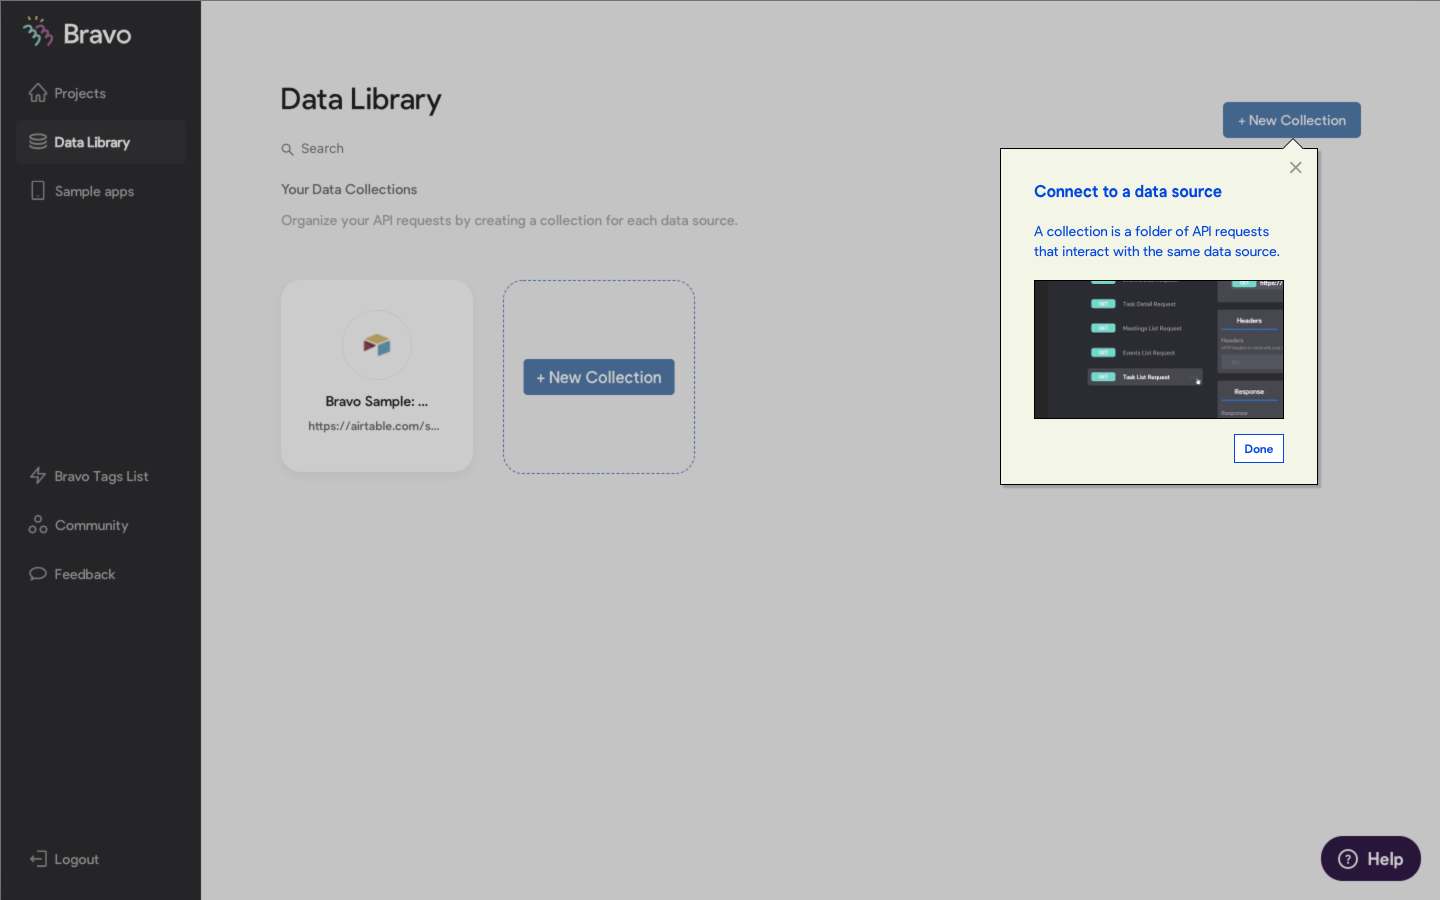 Bravo
Projects
Data Library
Sample apps
Bravo Tags List
Community
Feedback
Logout
Data Library
Search
Your Data Collections
Organize your API requests by creating a collection for each data source.
+ New Collection
Bravo Sample: ...
https://airtable.com/s...
+ New Collection
Connect to a data source
A collection is a folder of API requests
that interact with the same data source.
Task Detail Request
Meetings List Request
Events List Request
Task List Request
https://
Headers
Headers
Response
Response
Done
Help